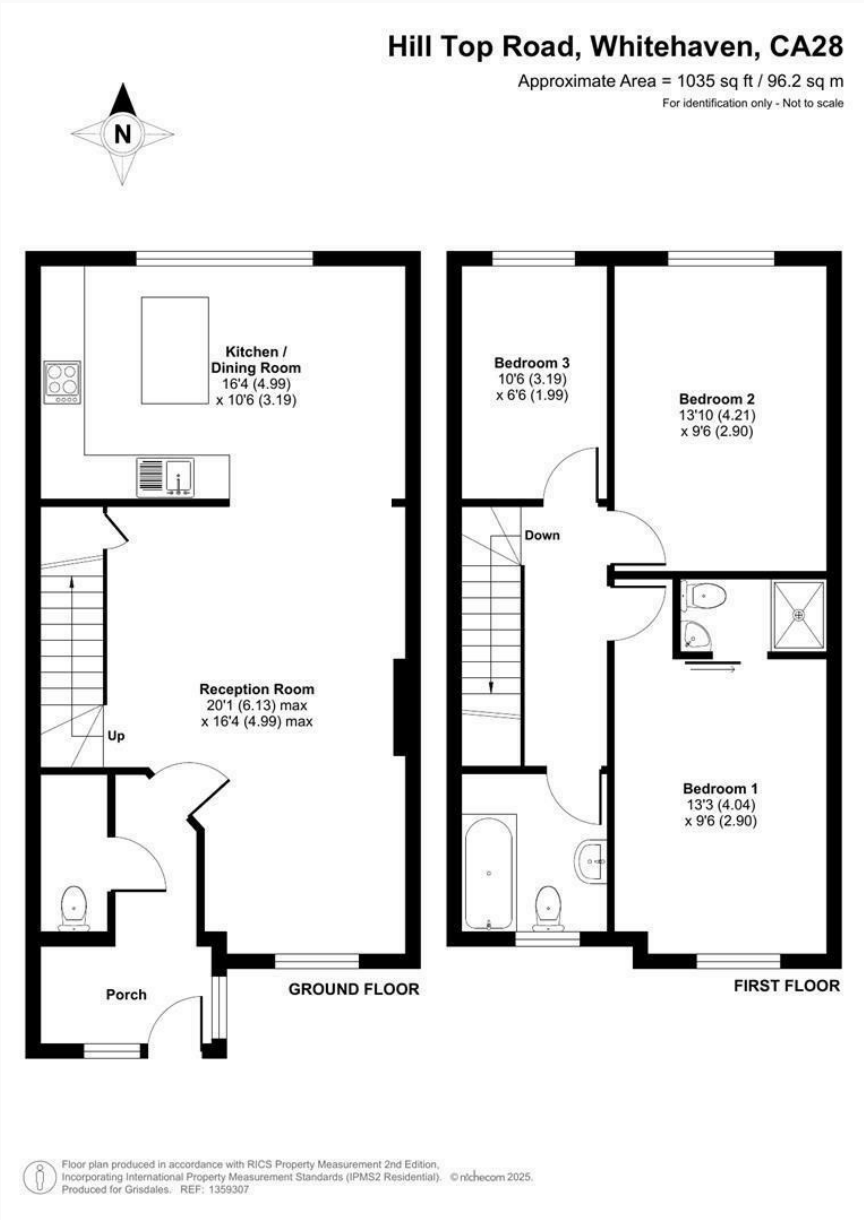 Hill Top Road, Whitehaven, CA28
Approximate Area = 1035 sq ft / 96.2 sq m
For identification only - Not to scale
N
Kitchen /
Dining Room
16'4 (4.99)
x 10'6 (3.19)
Bedroom 3
10'6 (3.19)
x 6'6 (1.99)
Bedroom 2
13'10 (4.21)
x 9'6 (2.90)
Down
Reception Room
20'1 (6.13) max
x 16'4 (4.99) max
Up
Bedroom 1
13'3 (4.04)
x 9'6 (2.90)
Porch
GROUND FLOOR
FIRST FLOOR
Floor plan produced in accordance with RICS Property Measurement 2nd Edition,
Incorporating International Property Measurement Standards (IPMS2 Residential). © nichecom 2025.
Produced for Grisdales. REF: 1359307